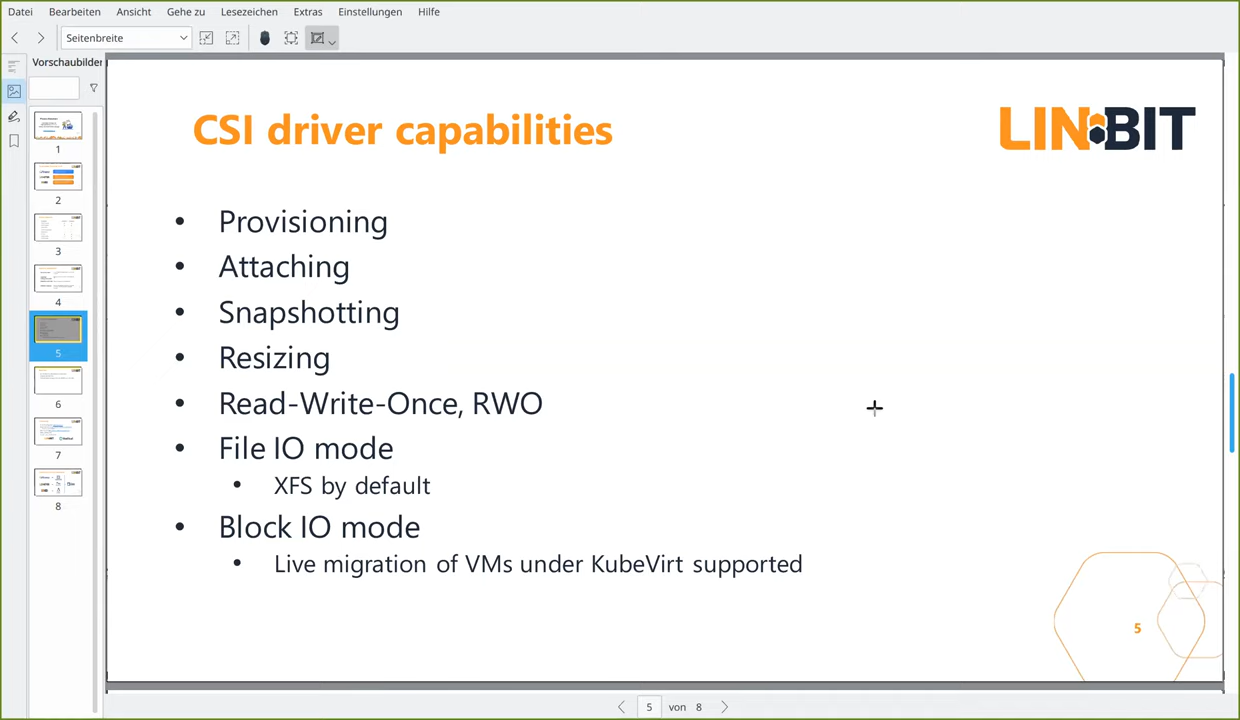 Datei Bearbeiten Ansicht Gehe zu Lesezeichen Extras Einstellungen Hilfe
Seitenbreite
Vorschaubilder
1
2
3
4
5
6
7
8
CSI driver capabilities
LINBIT
• Provisioning
• Attaching
• Snapshotting
• Resizing
• Read-Write-Once, RWO
• File IO mode
• XFS by default
• Block IO mode
• Live migration of VMs under KubeVirt supported
5
5 von 8